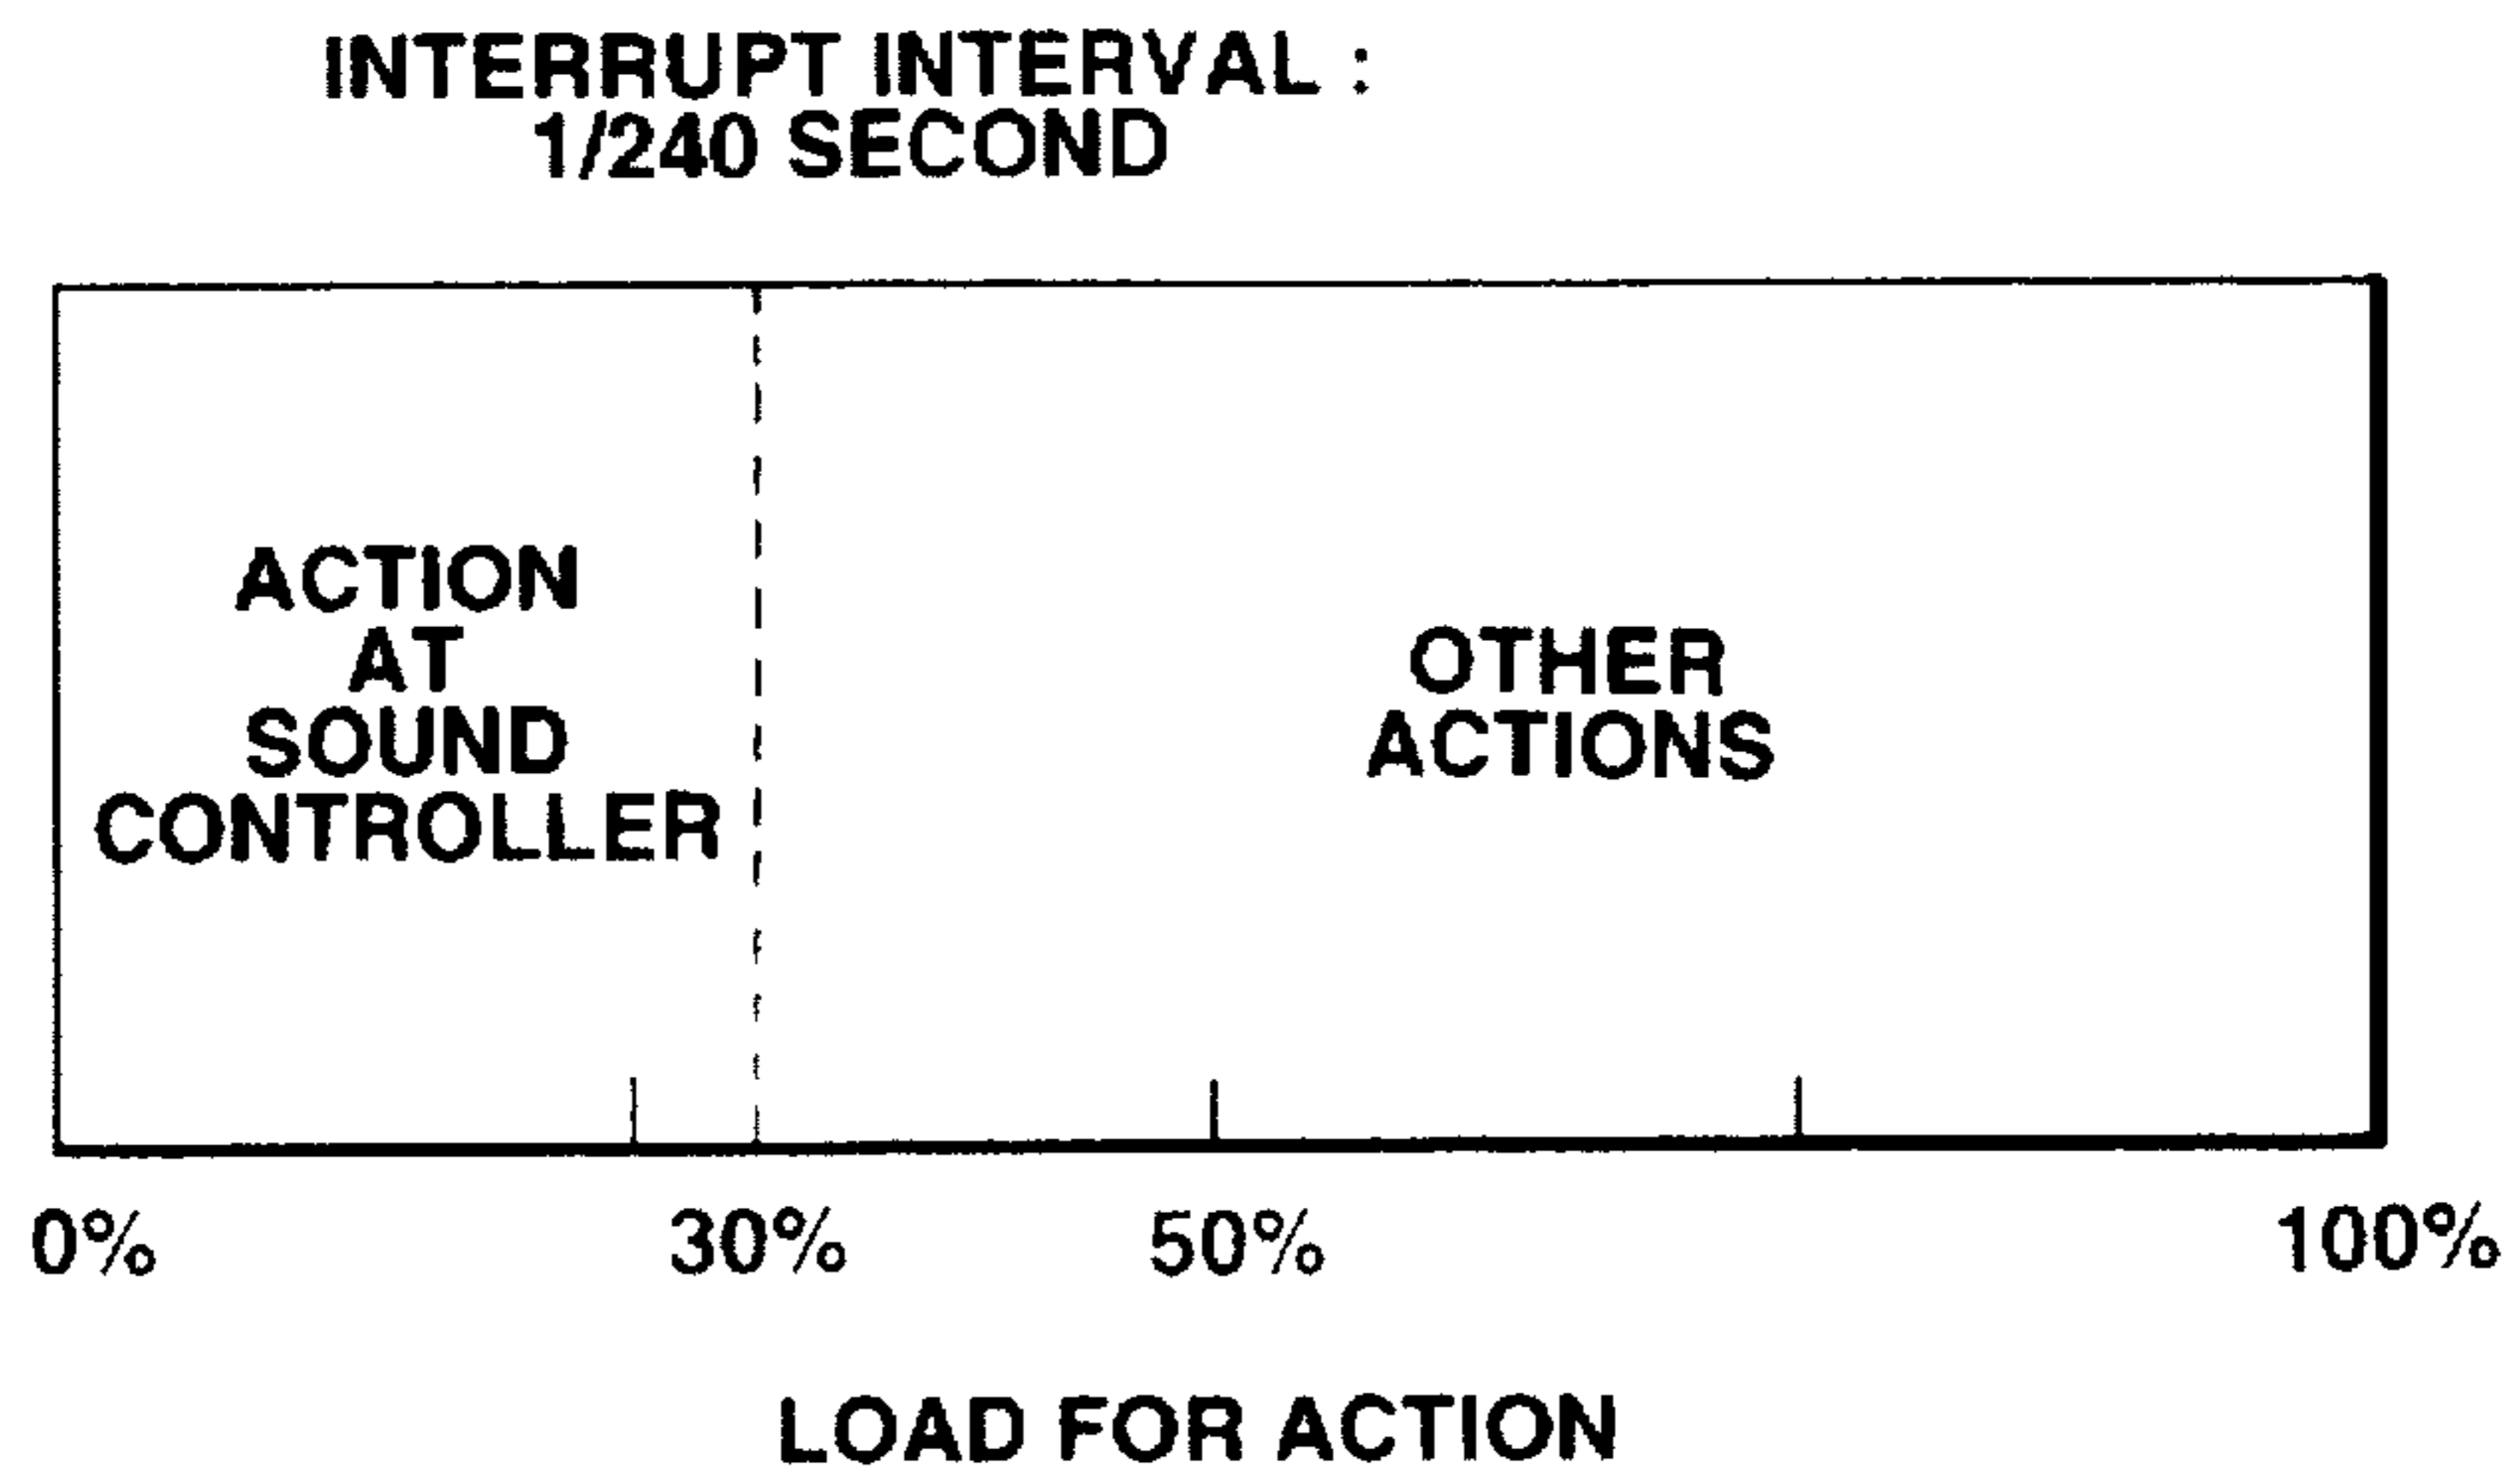 INTERRUPT INTERVAL :
1/240 SECOND
ACTION
AT
SOUND
CONTROLLER
OTHER
ACTIONS
0%
30%
50%
100%
LOAD FOR ACTION